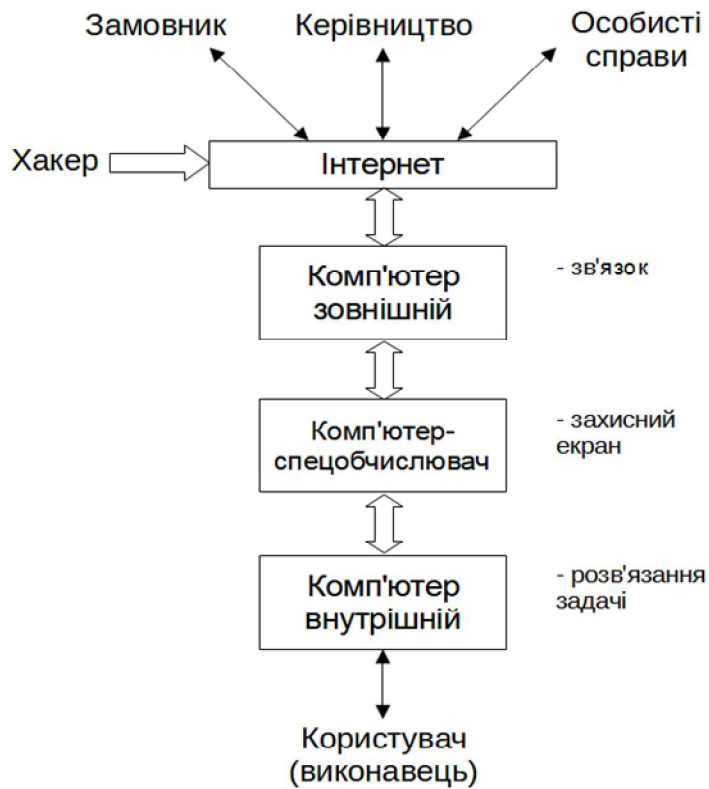 Замовник
Керівництво
Особисті
справи
Хакер
Інтернет
Комп'ютер
зовнішній
- зв'язок
Комп'ютер-
спецобчислювач
- захисний
екран
Комп'ютер
внутрішній
- розв'язання
задачі
Користувач
(виконавець)